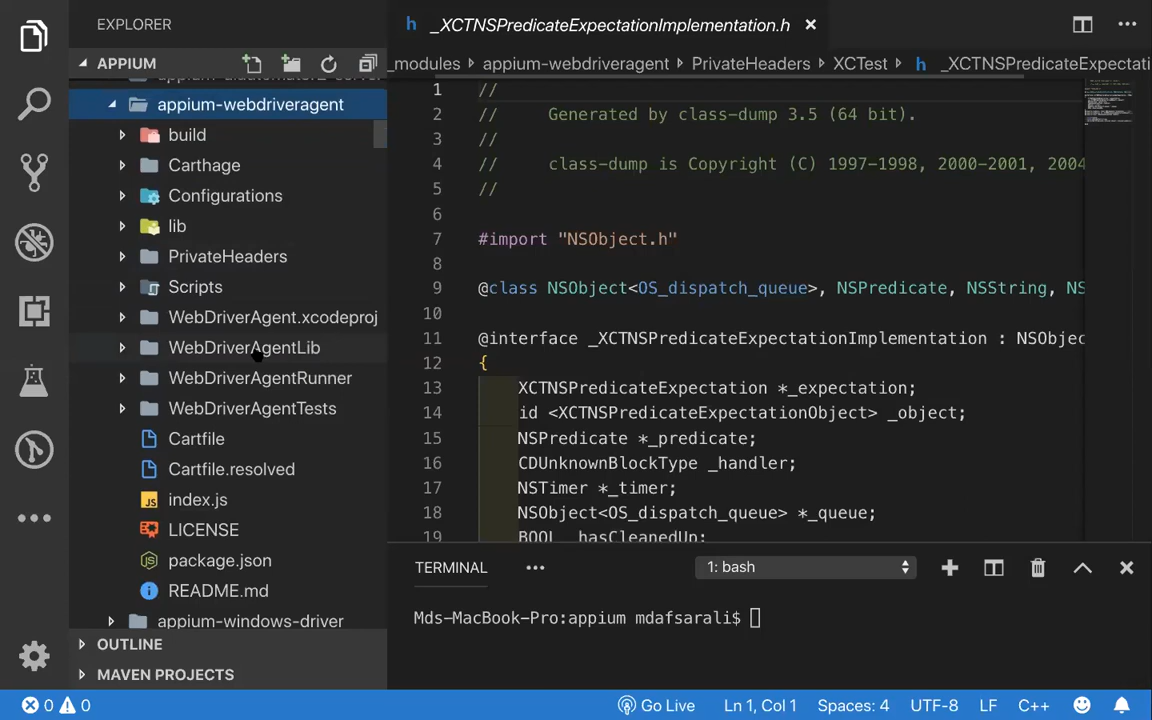 EXPLORER
APPIUM
appium-webdriveragent
build
Carthage
Configurations
lib
PrivateHeaders
Scripts
WebDriverAgent.xcodeproj
WebDriverAgentLib
WebDriverAgentRunner
WebDriverAgentTests
Cartfile
Cartfile.resolved
JS index.js
LICENSE
package.json
README.md
appium-windows-driver
OUTLINE
MAVEN PROJECTS
h _XCTNSPredicateExpectationImplementation.h
_modules appium-webdriveragent PrivateHeaders XCTest h _XCTNSPredicateExpectati
1 //
2 // Generated by class-dump 3.5 (64 bit).
3 //
4 // class-dump is Copyright (C) 1997-1998, 2000-2001, 2004
5 //
6
7 #import "NSObject.h"
8
9 @class NSObject<OS_dispatch_queue>, NSPredicate, NSString, NS
10
11 @interface _XCTNSPredicateExpectationImplementation : NSObjec
12 {
13 XCTNSPredicateExpectation *_expectation;
14 id <XCTNSPredicateExpectationObject> _object;
15 NSPredicate *_predicate;
16 CDUnknownBlockType _handler;
17 NSTimer *_timer;
18 NSObject<OS_dispatch_queue> *_queue;
19 BOOL _hasCleanedUp;
TERMINAL ... 1: bash
Mds-MacBook-Pro:appium mdafsarali$
0 0 Go Live Ln 1, Col 1 Spaces: 4 UTF-8 LF C++